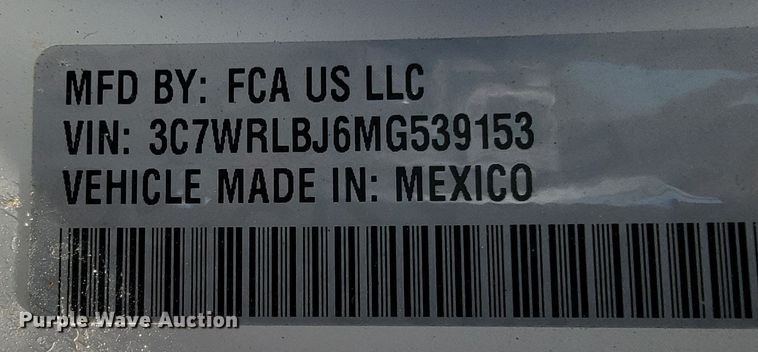 MFD BY: FCA US LLC
VIN: 3C7WRLBJ6MG539153
VEHICLE MADE IN: MEXICO
Purple Wave Auction